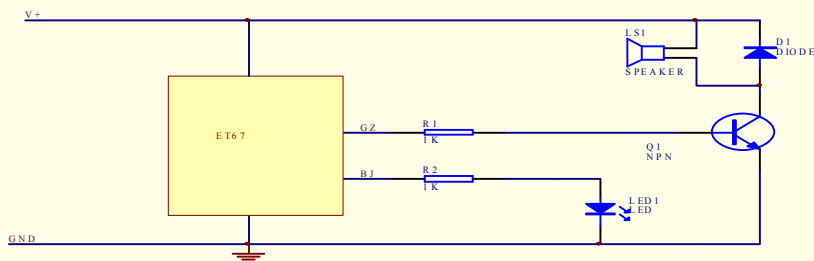 V+
LS1
SPEAKER
D1
DIODE
ET67
GZ
R1
1K
Q1
NPN
BJ
R2
1K
LED1
LED
GND